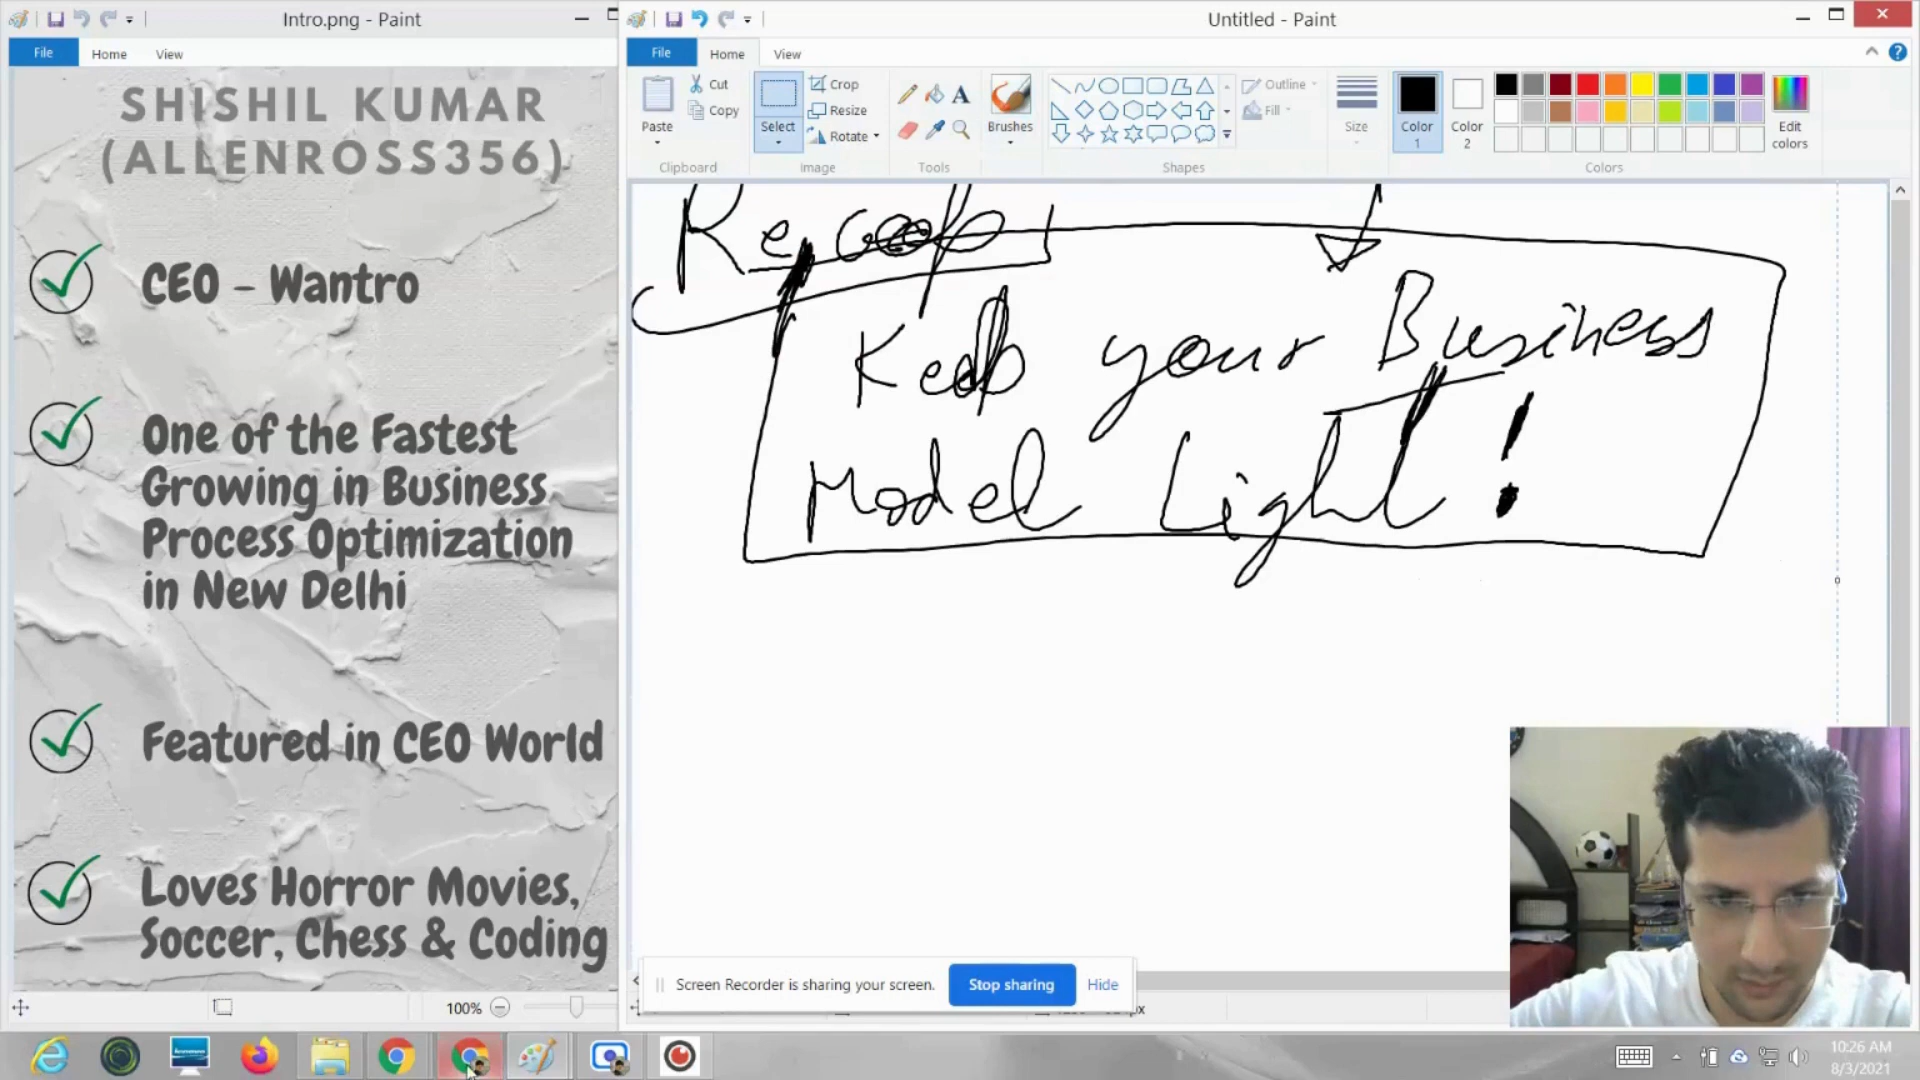 Intro.png - Paint
Untitled - Paint
File
Home
View
File
Home
View
Paste
Cut
Copy
Clipboard
Select
Crop
Resize
Rotate
Image
Tools
Brushes
Shapes
Outline
Fill
Size
Color 1
Color 2
Edit colors
Colors
SHISHIL KUMAR
(ALLENROSS356)
CEO - Wantro
One of the Fastest
Growing in Business
Process Optimization
in New Delhi
Featured in CEO World
Loves Horror Movies,
Soccer, Chess & Coding
Recap
Keep your Business
Model Light!
Screen Recorder is sharing your screen.
Stop sharing
Hide
100%
10:26 AM
8/3/2021